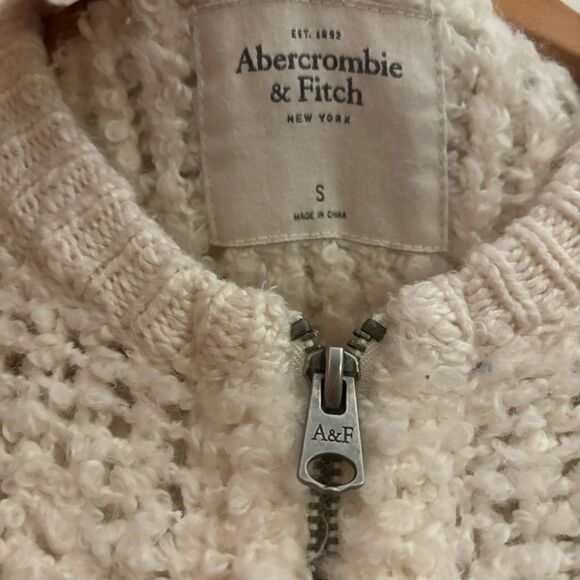 EST. 1892
Abercrombie
& Fitch
NEW YORK
S
MADE IN CHINA
A&F